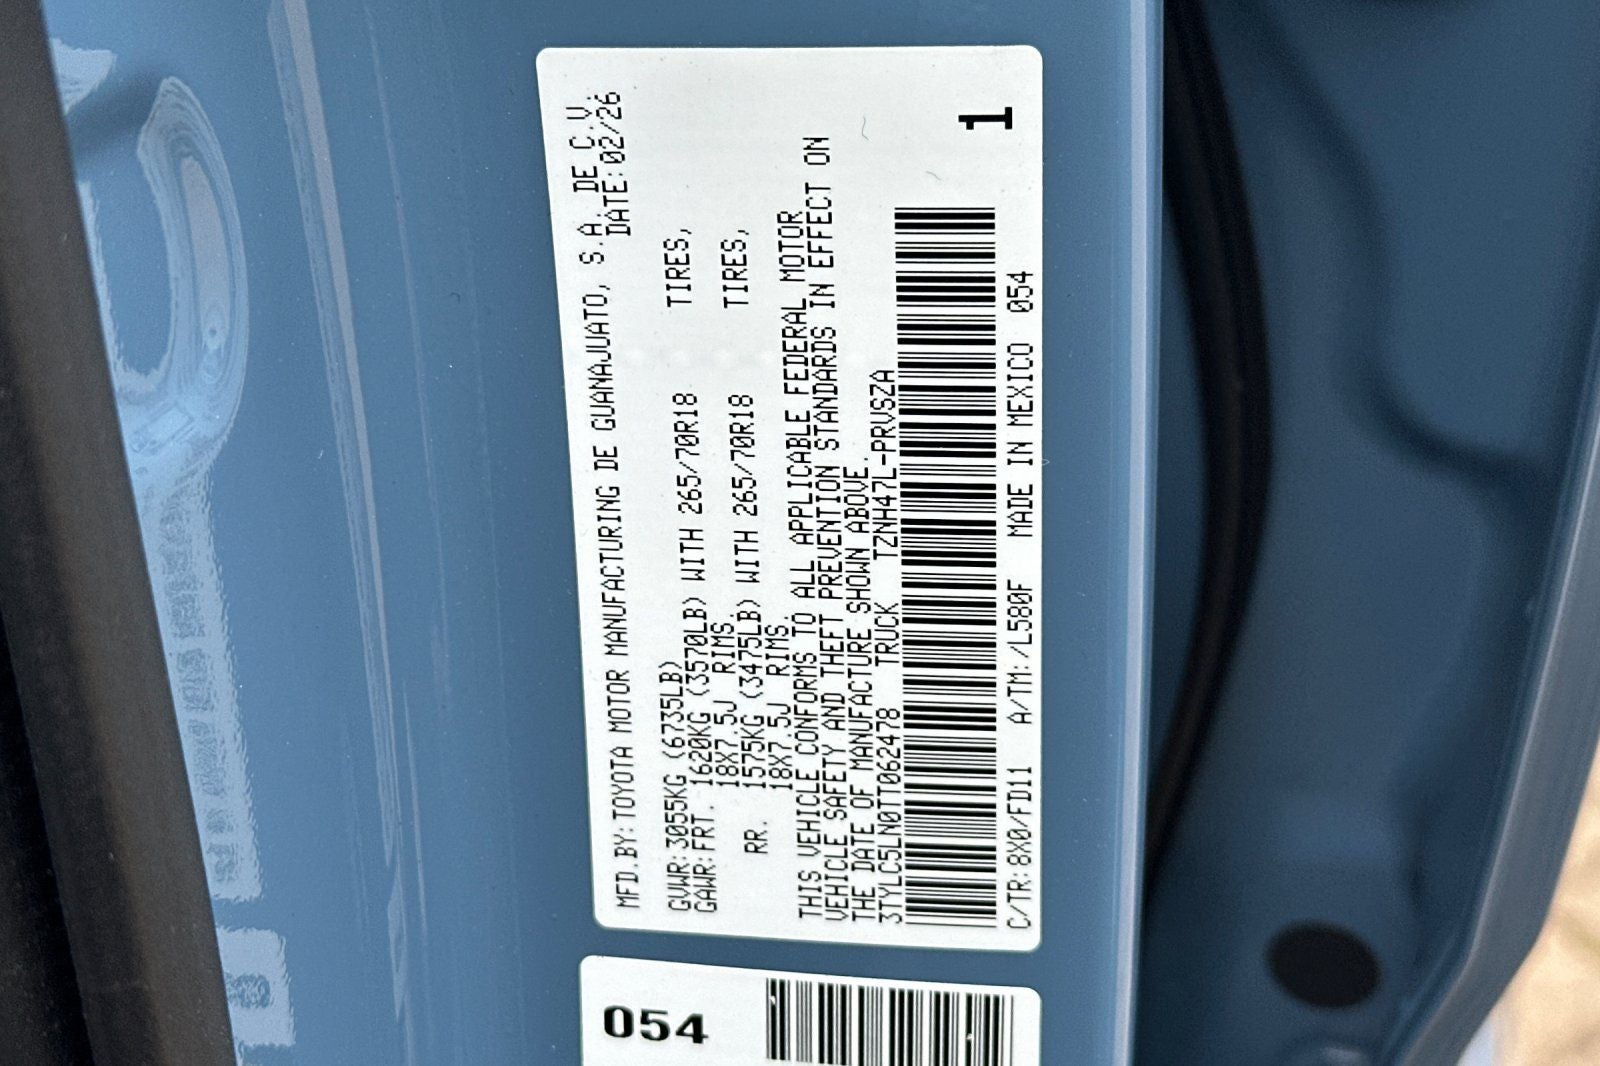 MFD.BY:TOYOTA MOTOR MANUFACTURING DE GUANAJUATO, S.A. DE C.V.
DATE:02/26
GVWR:3055KG (6735LB)
GAWR:FRT. 1620KG (3570LB) WITH 265/70R18 TIRES,
18X7.5J RIMS.
RR. 1575KG (3475LB) WITH 265/70R18 TIRES,
18X7.5J RIMS.
THIS VEHICLE CONFORMS TO ALL APPLICABLE FEDERAL MOTOR
VEHICLE SAFETY AND THEFT PREVENTION STANDARDS IN EFFECT ON
THE DATE OF MANUFACTURE SHOWN ABOVE.
3TYLC5LN0TT062478 TRUCK TZNH47L-PRVSZA
C/TR:8X0/FD11 A/TM:/L580F MADE IN MEXICO 054
1
054